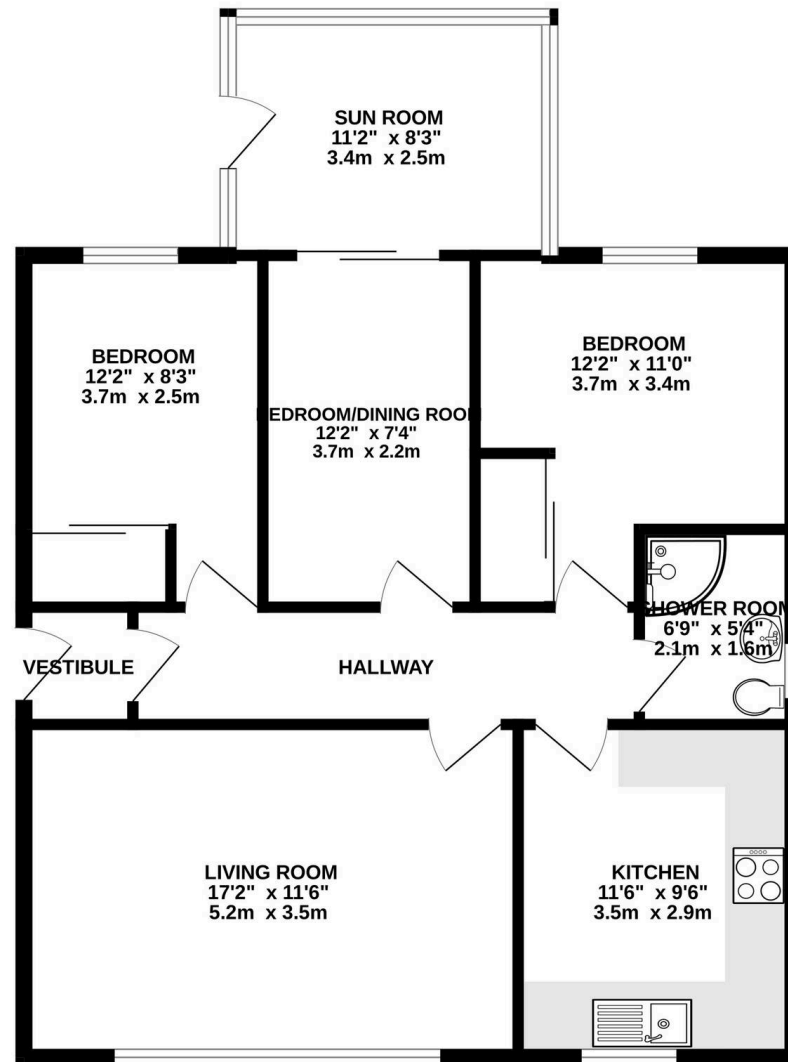 SUN ROOM
11'2" x 8'3"
3.4m x 2.5m
BEDROOM
12'2" x 8'3"
3.7m x 2.5m
BEDROOM/DINING ROOM
12'2" x 7'4"
3.7m x 2.2m
BEDROOM
12'2" x 11'0"
3.7m x 3.4m
SHOWER ROOM
6'9" x 5'4"
2.1m x 1.6m
VESTIBULE
HALLWAY
LIVING ROOM
17'2" x 11'6"
5.2m x 3.5m
KITCHEN
11'6" x 9'6"
3.5m x 2.9m